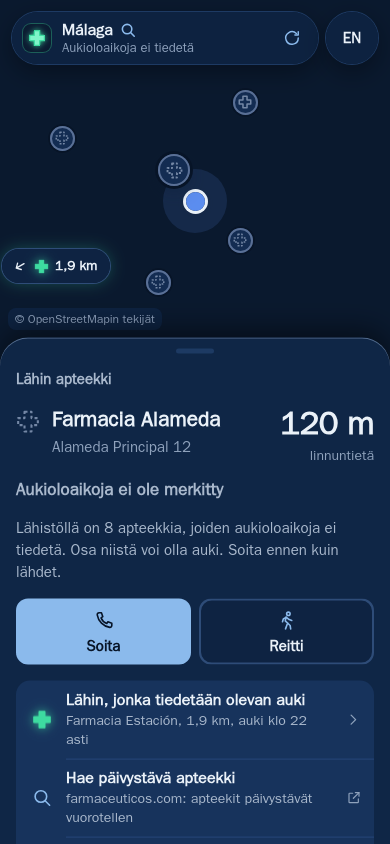 Málaga
Aukioloaikoja ei tiedetä
EN
1,9 km
© OpenStreetMapin tekijät
Lähin apteekki
Farmacia Alameda
120 m
Alameda Principal 12
linnuntietä
Aukioloaikoja ei ole merkitty
Lähistöllä on 8 apteekkia, joiden aukioloaikoja ei
tiedetä. Osa niistä voi olla auki. Soita ennen kuin
lähdet.
Soita
Reitti
Lähin, jonka tiedetään olevan auki
Farmacia Estación, 1,9 km, auki klo 22
asti
Hae päivystävä apteekki
farmaceuticos.com: apteekit päivystävät
vuorotellen